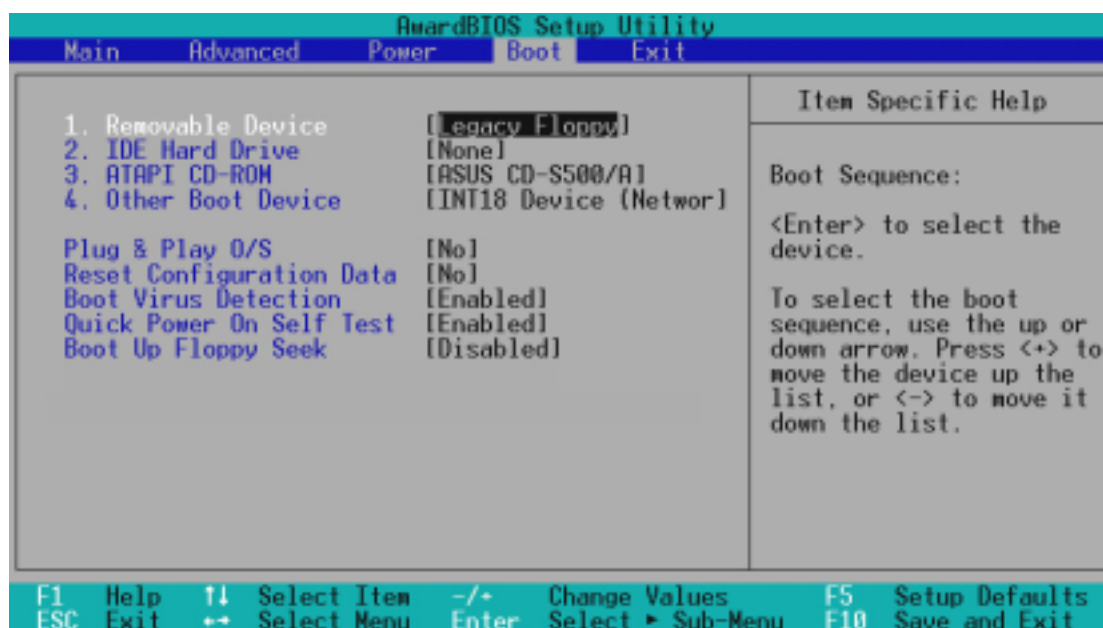 AwardBIOS Setup Utility
Main Advanced Power Boot Exit
1. Removable Device [Legacy Floppy]
2. IDE Hard Drive [None]
3. ATAPI CD-ROM [ASUS CD-S500/A]
4. Other Boot Device [INT18 Device (Networ]
Plug & Play O/S [No]
Reset Configuration Data [No]
Boot Virus Detection [Enabled]
Quick Power On Self Test [Enabled]
Boot Up Floppy Seek [Disabled]
Item Specific Help
Boot Sequence:
<Enter> to select the
device.
To select the boot
sequence, use the up or
down arrow. Press <+> to
move the device up the
list, or <-> to move it
down the list.
F1 Help ↑↓ Select Item -/+ Change Values F5 Setup Defaults
ESC Exit ←→ Select Menu Enter Select ► Sub-Menu F10 Save and Exit